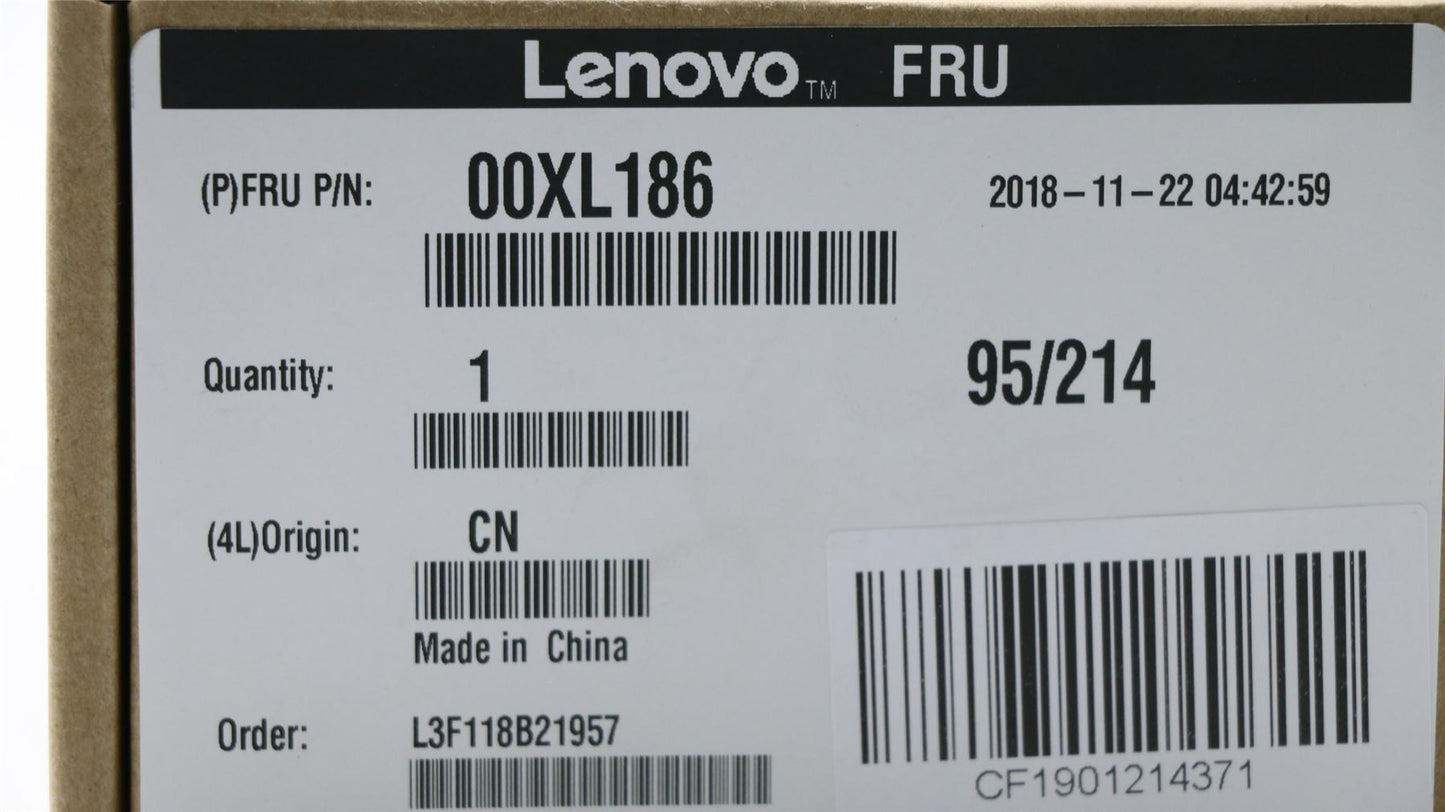 Lenovo™ FRU
(P)FRU P/N: 00XL186 2018-11-22 04:42:59
Quantity: 1 95/214
(4L)Origin: CN
Made in China
Order: L3F118B21957
CF1901214371